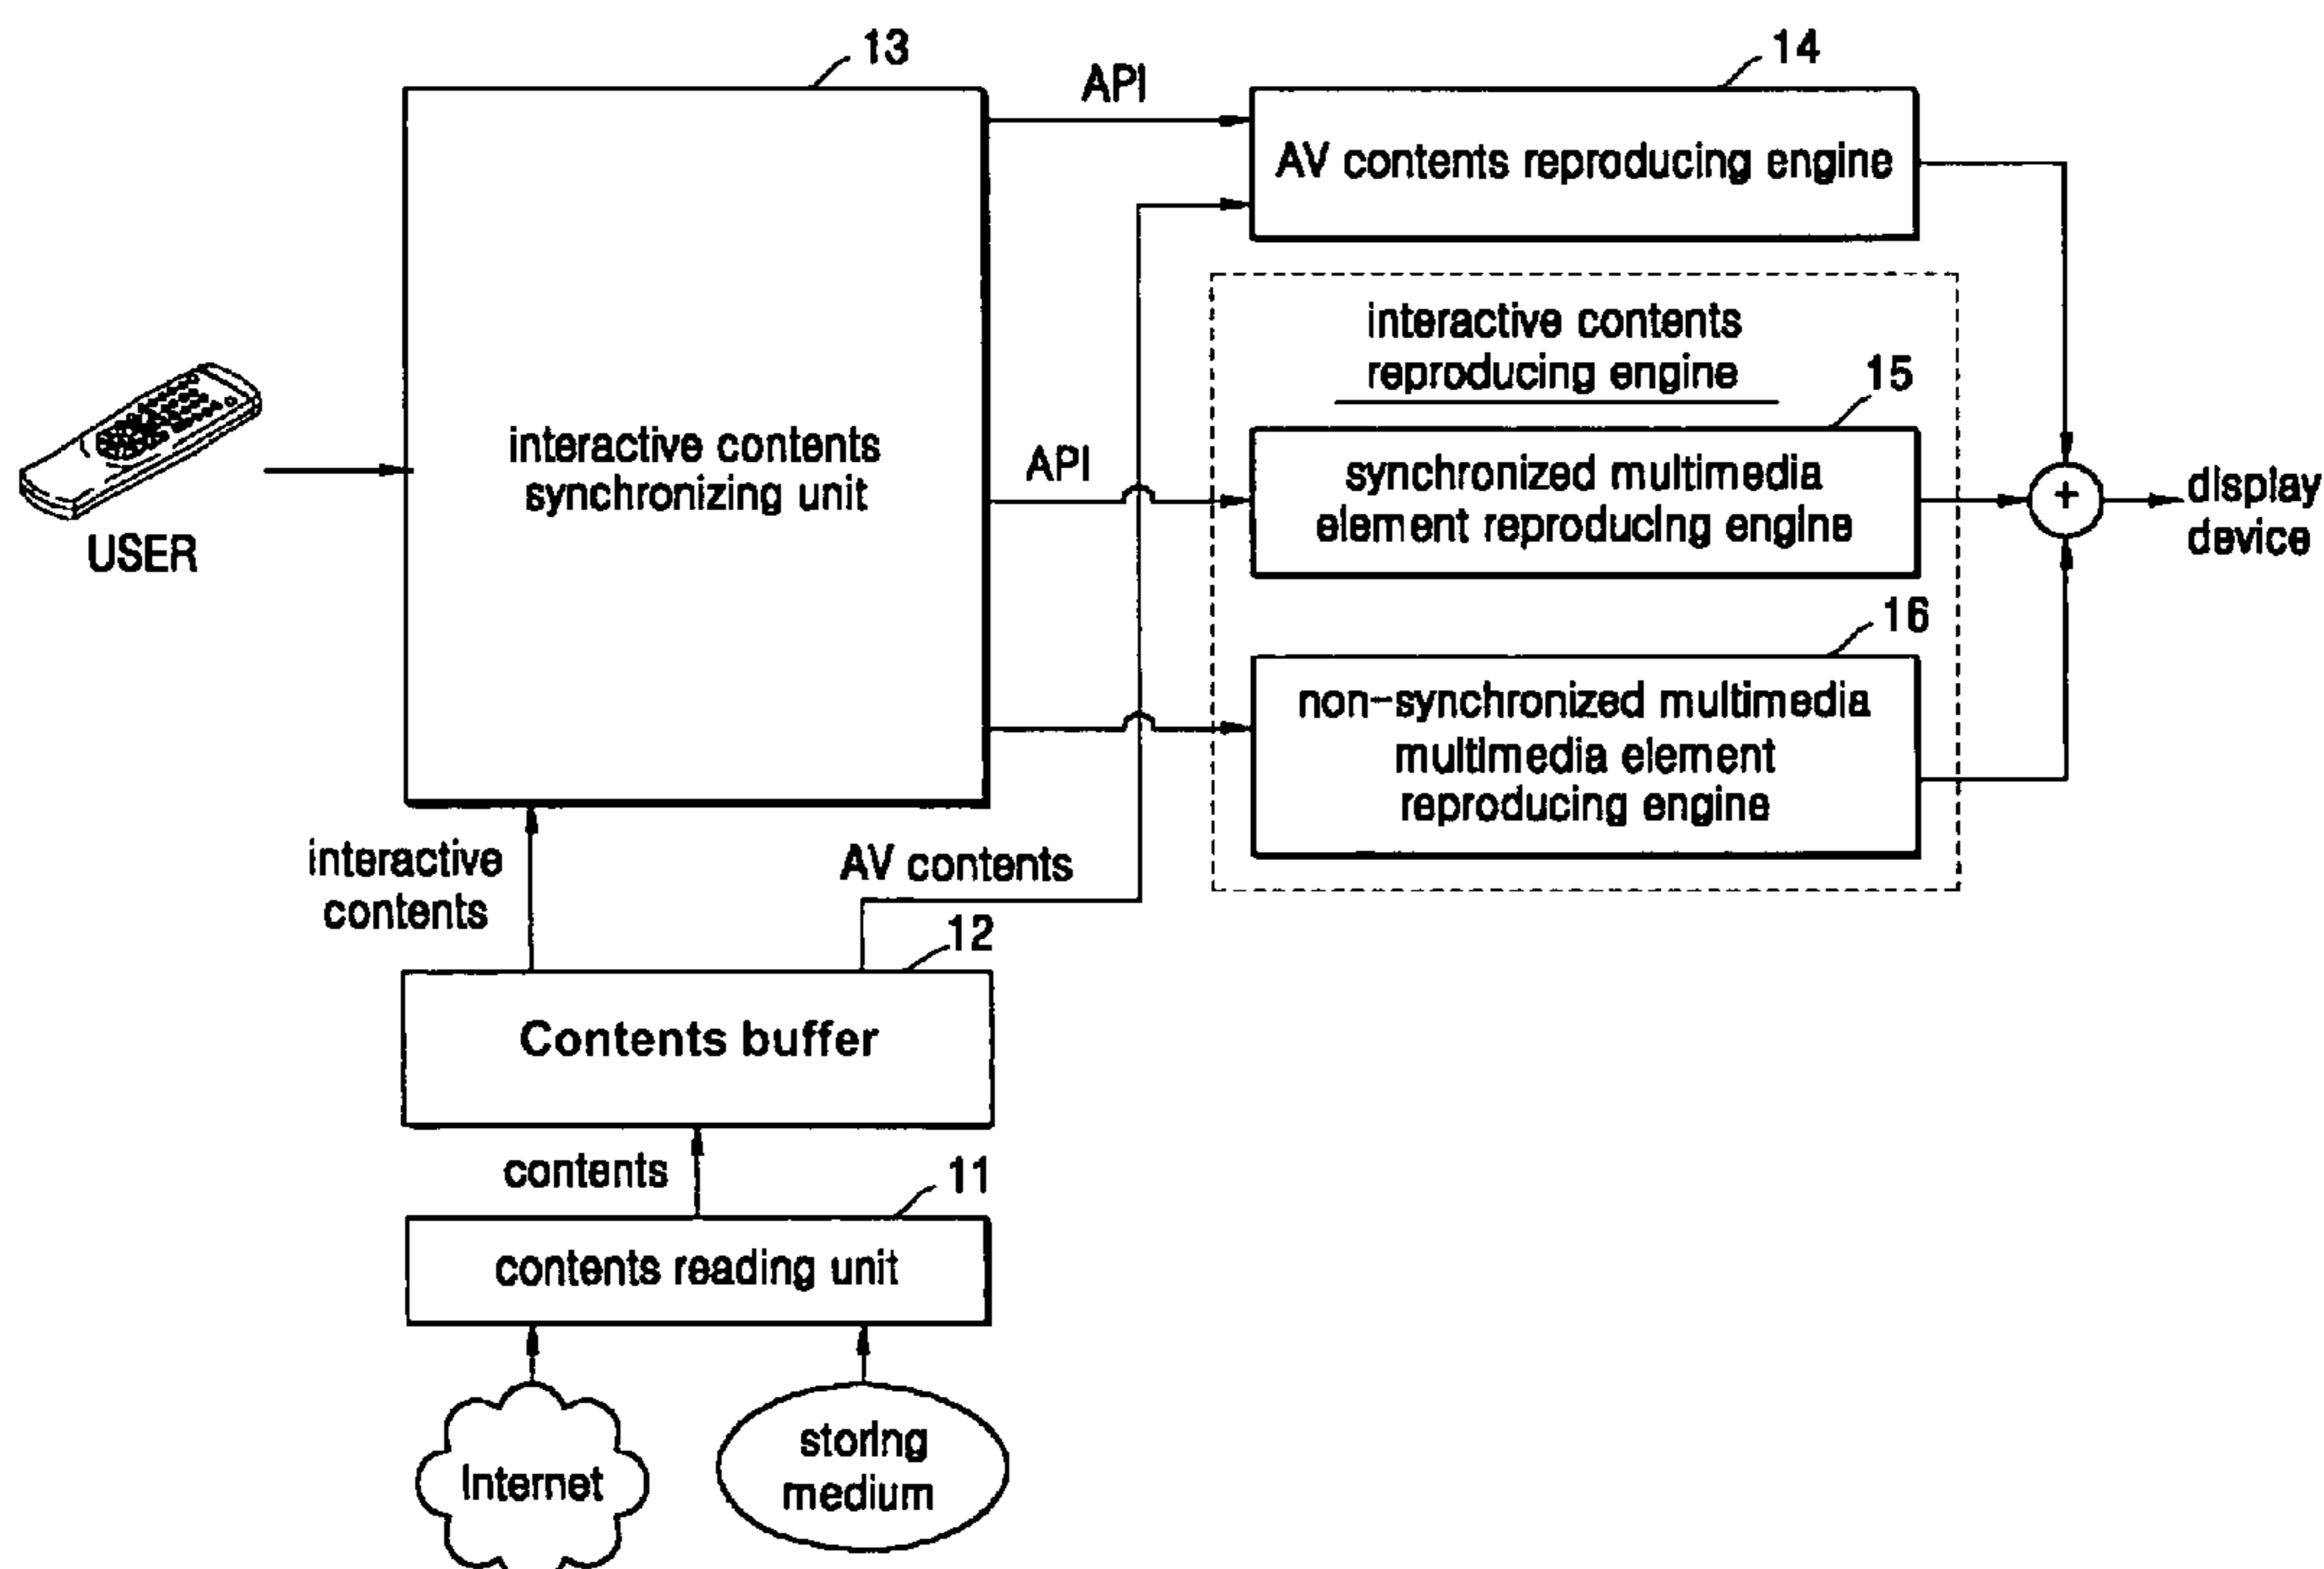 13
14
API
AV contents reproducing engine
interactive contents
reproducing engine
15
interactive contents
synchronizing unit
API
synchronized multimedia
element reproducing engine
+
display
device
USER
16
non-synchronized multimedia
multimedia element
reproducing engine
interactive
contents
AV contents
12
Contents buffer
contents
11
contents reading unit
Internet
storing
medium